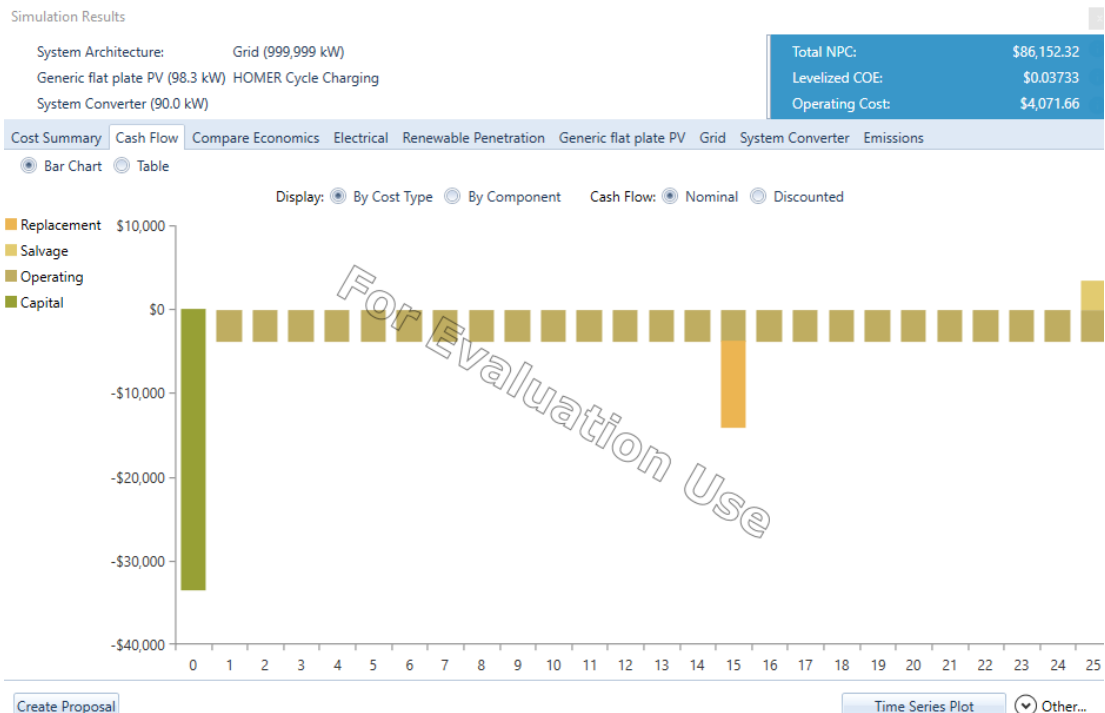 Simulation Results
System Architecture: Grid (999,999 kW)
Generic flat plate PV (98.3 kW) HOMER Cycle Charging
System Converter (90.0 kW)
Total NPC: $86,152.32
Levelized COE: $0.03733
Operating Cost: $4,071.66
Cost Summary Cash Flow Compare Economics Electrical Renewable Penetration Generic flat plate PV Grid System Converter Emissions
Bar Chart Table
Display: By Cost Type By Component Cash Flow: Nominal Discounted
Replacement
Salvage
Operating
Capital
$10,000
$0
-$10,000
-$20,000
-$30,000
-$40,000
For Evaluation Use
0 1 2 3 4 5 6 7 8 9 10 11 12 13 14 15 16 17 18 19 20 21 22 23 24 25
Create Proposal Time Series Plot Other...